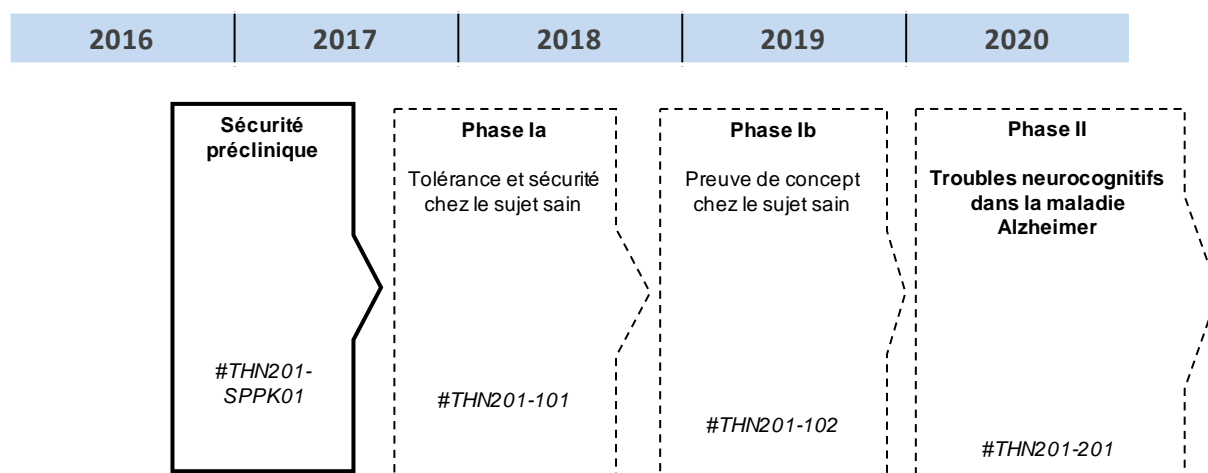 2016 2017 2018 2019 2020
Sécurité
préclinique
#THN201-
SPPK01
Phase Ia
Tolérance et sécurité
chez le sujet sain
#THN201-101
Phase Ib
Preuve de concept
chez le sujet sain
#THN201-102
Phase II
Troubles neurocognitifs
dans la maladie
Alzheimer
#THN201-201